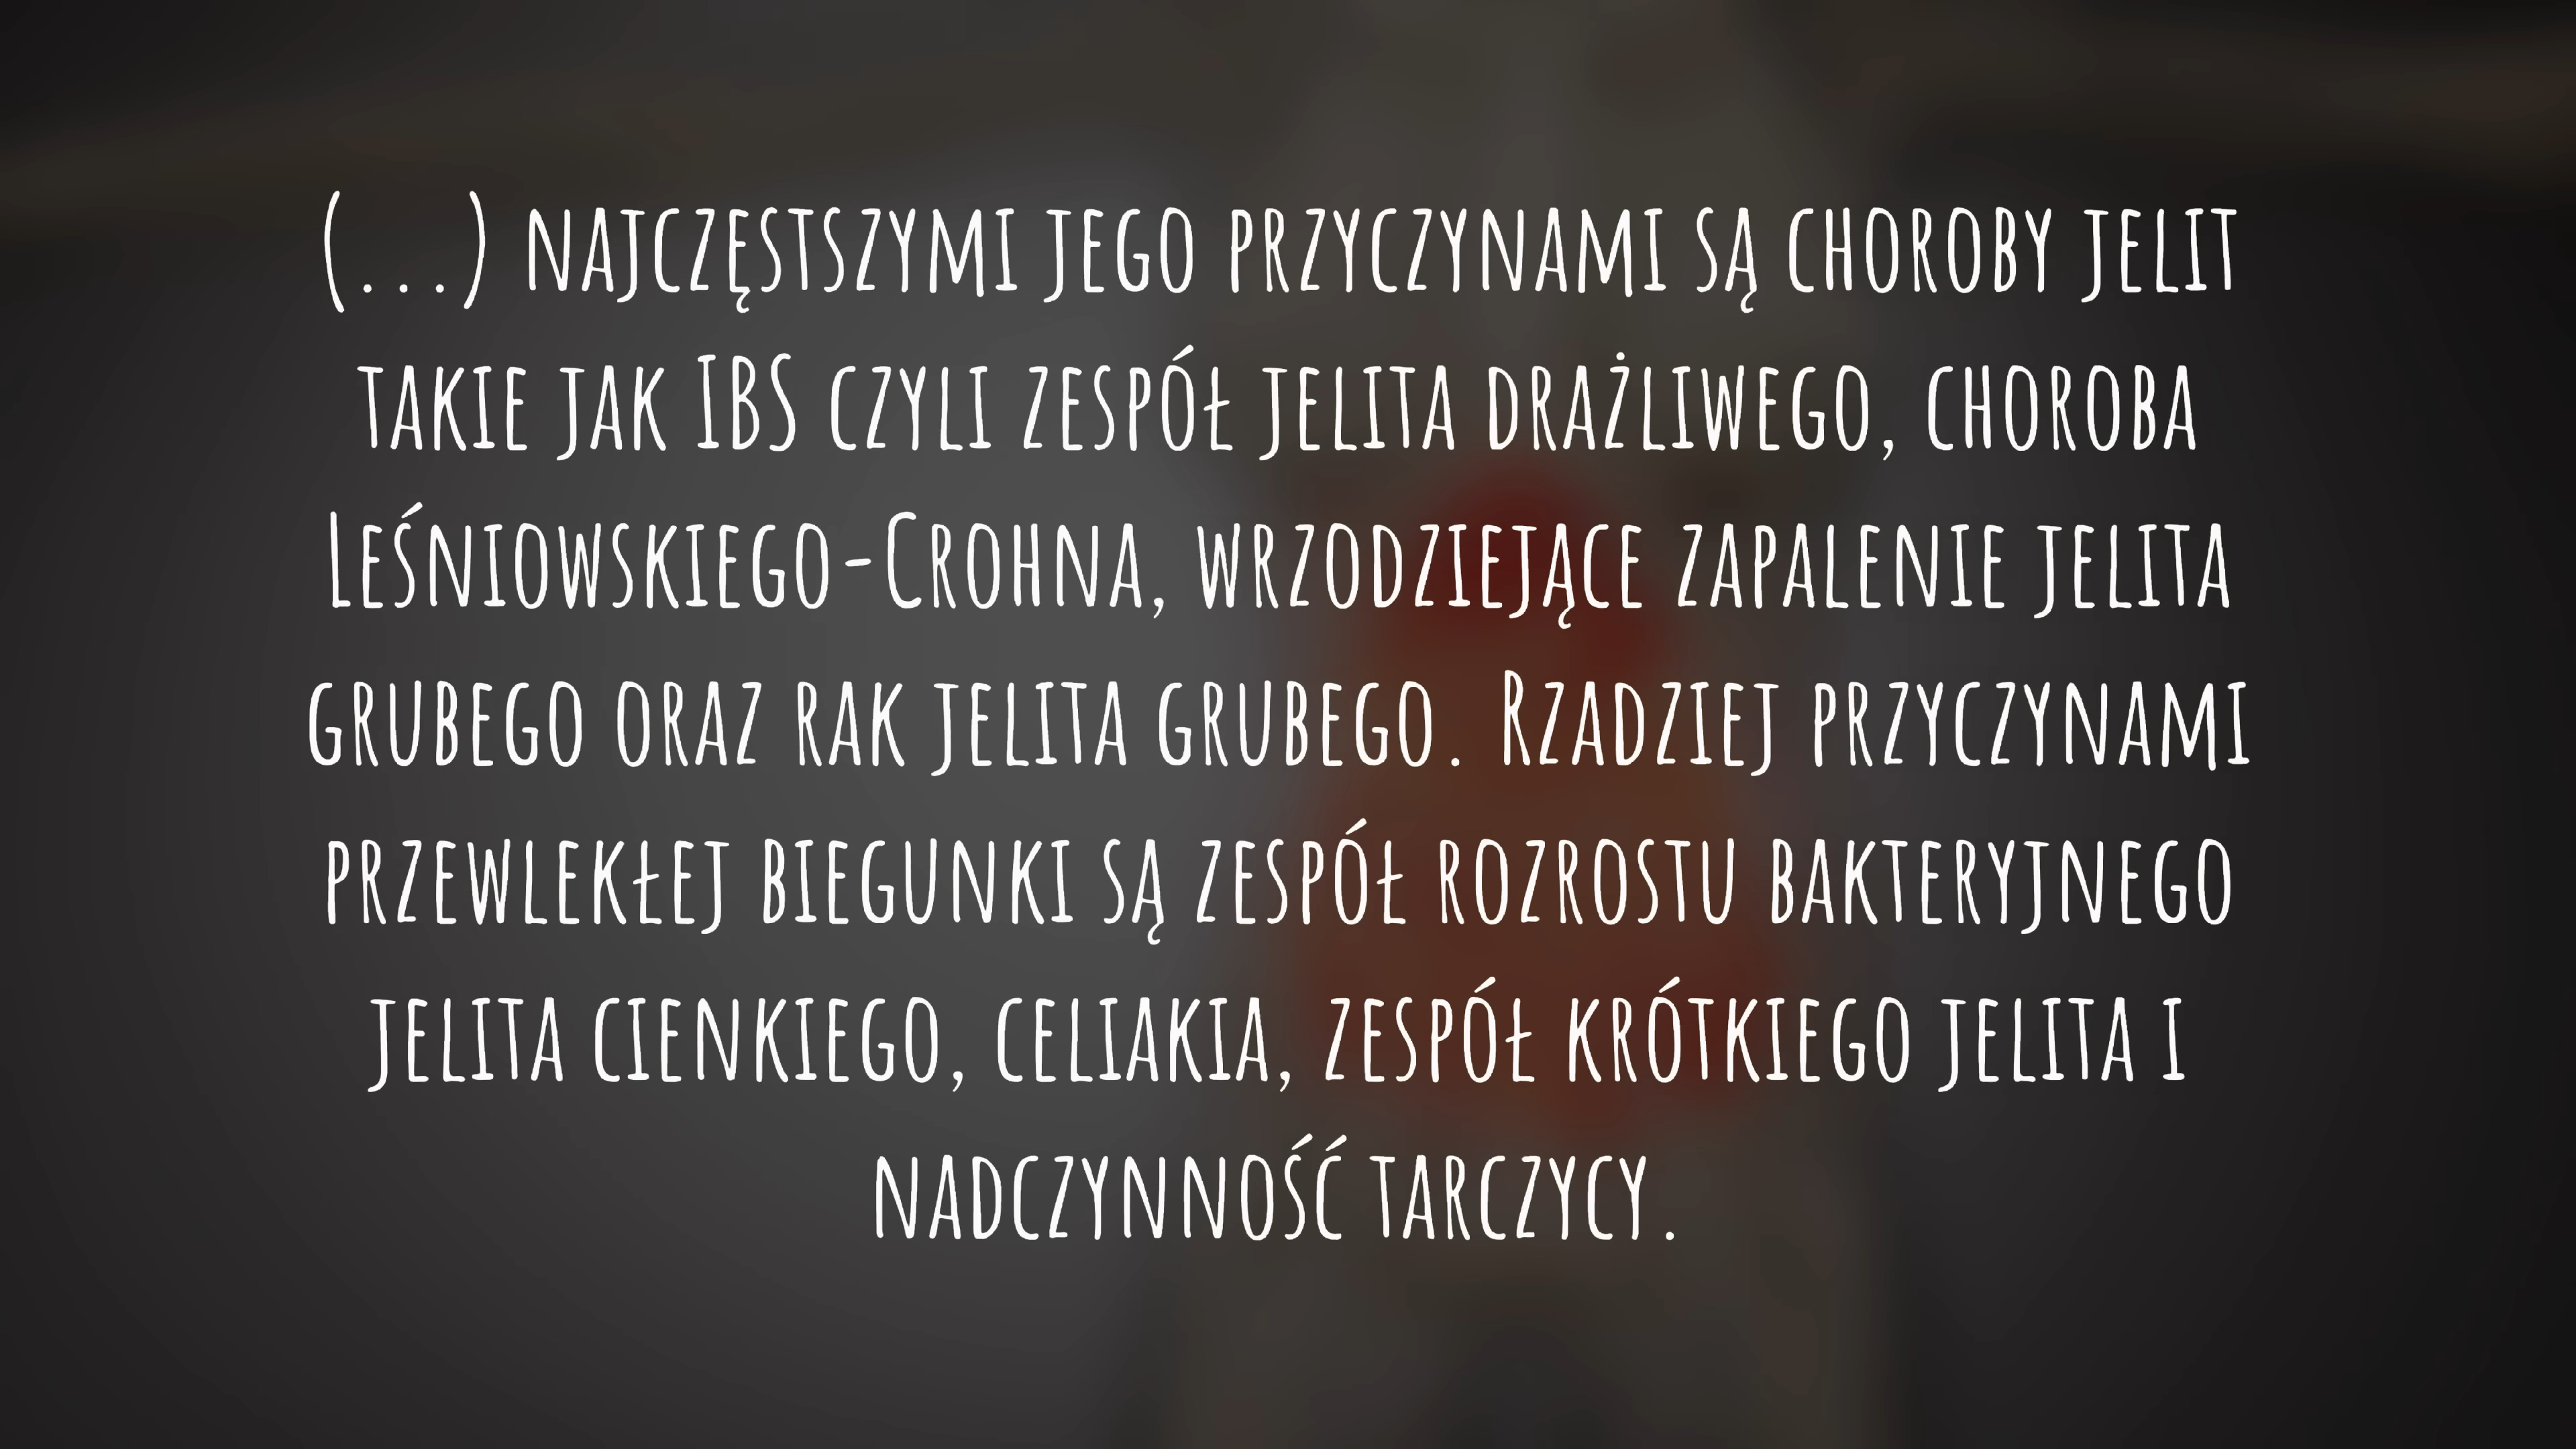 (...) najczęstszymi jego przyczynami są choroby jelit
takie jak IBS czyli zespół jelita drażliwego, choroba
Leśniowskiego-Crohna, wrzodziejące zapalenie jelita
grubego oraz rak jelita grubego. Rzadziej przyczynami
przewlekłej biegunki są zespół rozrostu bakteryjnego
jelita cienkiego, celiakia, zespół krótkiego jelita i
nadczynność tarczycy.